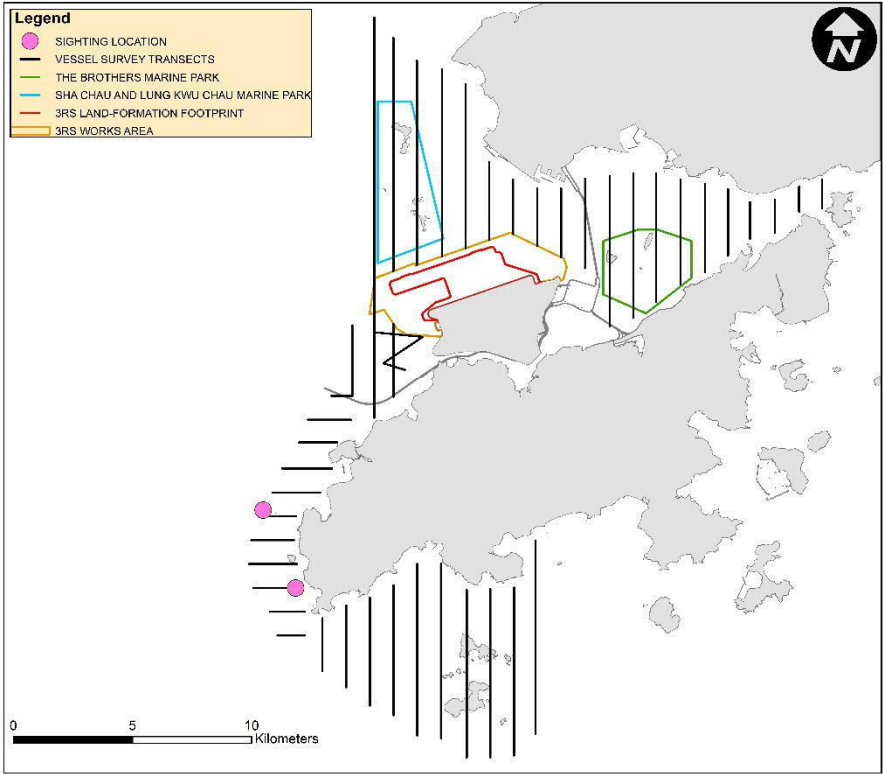 Legend
SIGHTING LOCATION
VESSEL SURVEY TRANSECTS
THE BROTHERS MARINE PARK
SHA CHAU AND LUNG KWU CHAU MARINE PARK
3RS LAND-FORMATION FOOTPRINT
3RS WORKS AREA
N
0 5 10
Kilometers